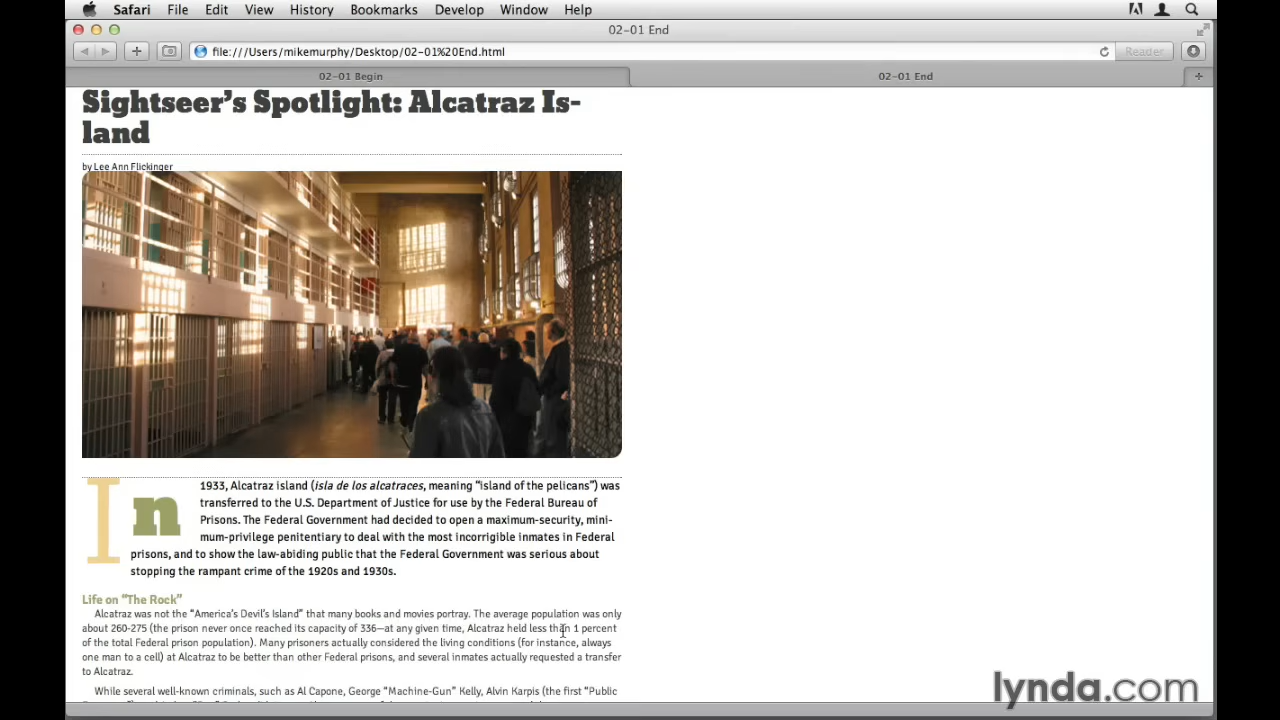 Safari File Edit View History Bookmarks Develop Window Help
02-01 End
file:///Users/mikemurphy/Desktop/02-01%20End.html
Reader
02-01 Begin
02-01 End
Sightseer's Spotlight: Alcatraz Is-
land
by Lee Ann Flickinger
In
1933, Alcatraz island (isla de los alcatraces, meaning “island of the pelicans”) was
transferred to the U.S. Department of Justice for use by the Federal Bureau of
Prisons. The Federal Government had decided to open a maximum-security, mini-
mum-privilege penitentiary to deal with the most incorrigible inmates in Federal
prisons, and to show the law-abiding public that the Federal Government was serious about
stopping the rampant crime of the 1920s and 1930s.
Life on “The Rock”
Alcatraz was not the “America's Devil's Island” that many books and movies portray. The average population was only
about 260-275 (the prison never once reached its capacity of 336—at any given time, Alcatraz held less than 1 percent
of the total Federal prison population). Many prisoners actually considered the living conditions (for instance, always
one man to a cell) at Alcatraz to be better than other Federal prisons, and several inmates actually requested a transfer
to Alcatraz.
While several well-known criminals, such as Al Capone, George “Machine-Gun” Kelly, Alvin Karpis (the first “Public
lynda.com